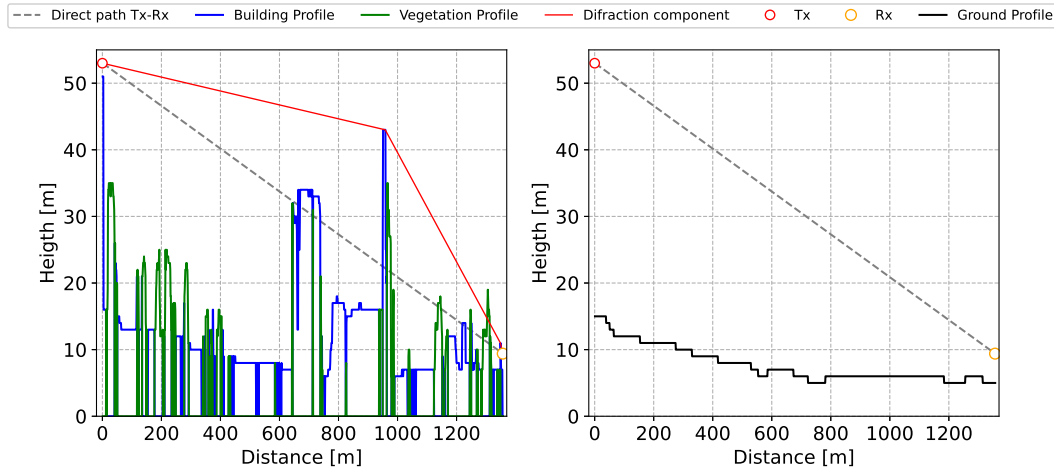 Direct path Tx-Rx Building Profile Vegetation Profile Difraction component Tx Rx Ground Profile
50
40
30
20
10
0
Heigth [m]
0 200 400 600 800 1000 1200
Distance [m]
50
40
30
20
10
0
Heigth [m]
0 200 400 600 800 1000 1200
Distance [m]